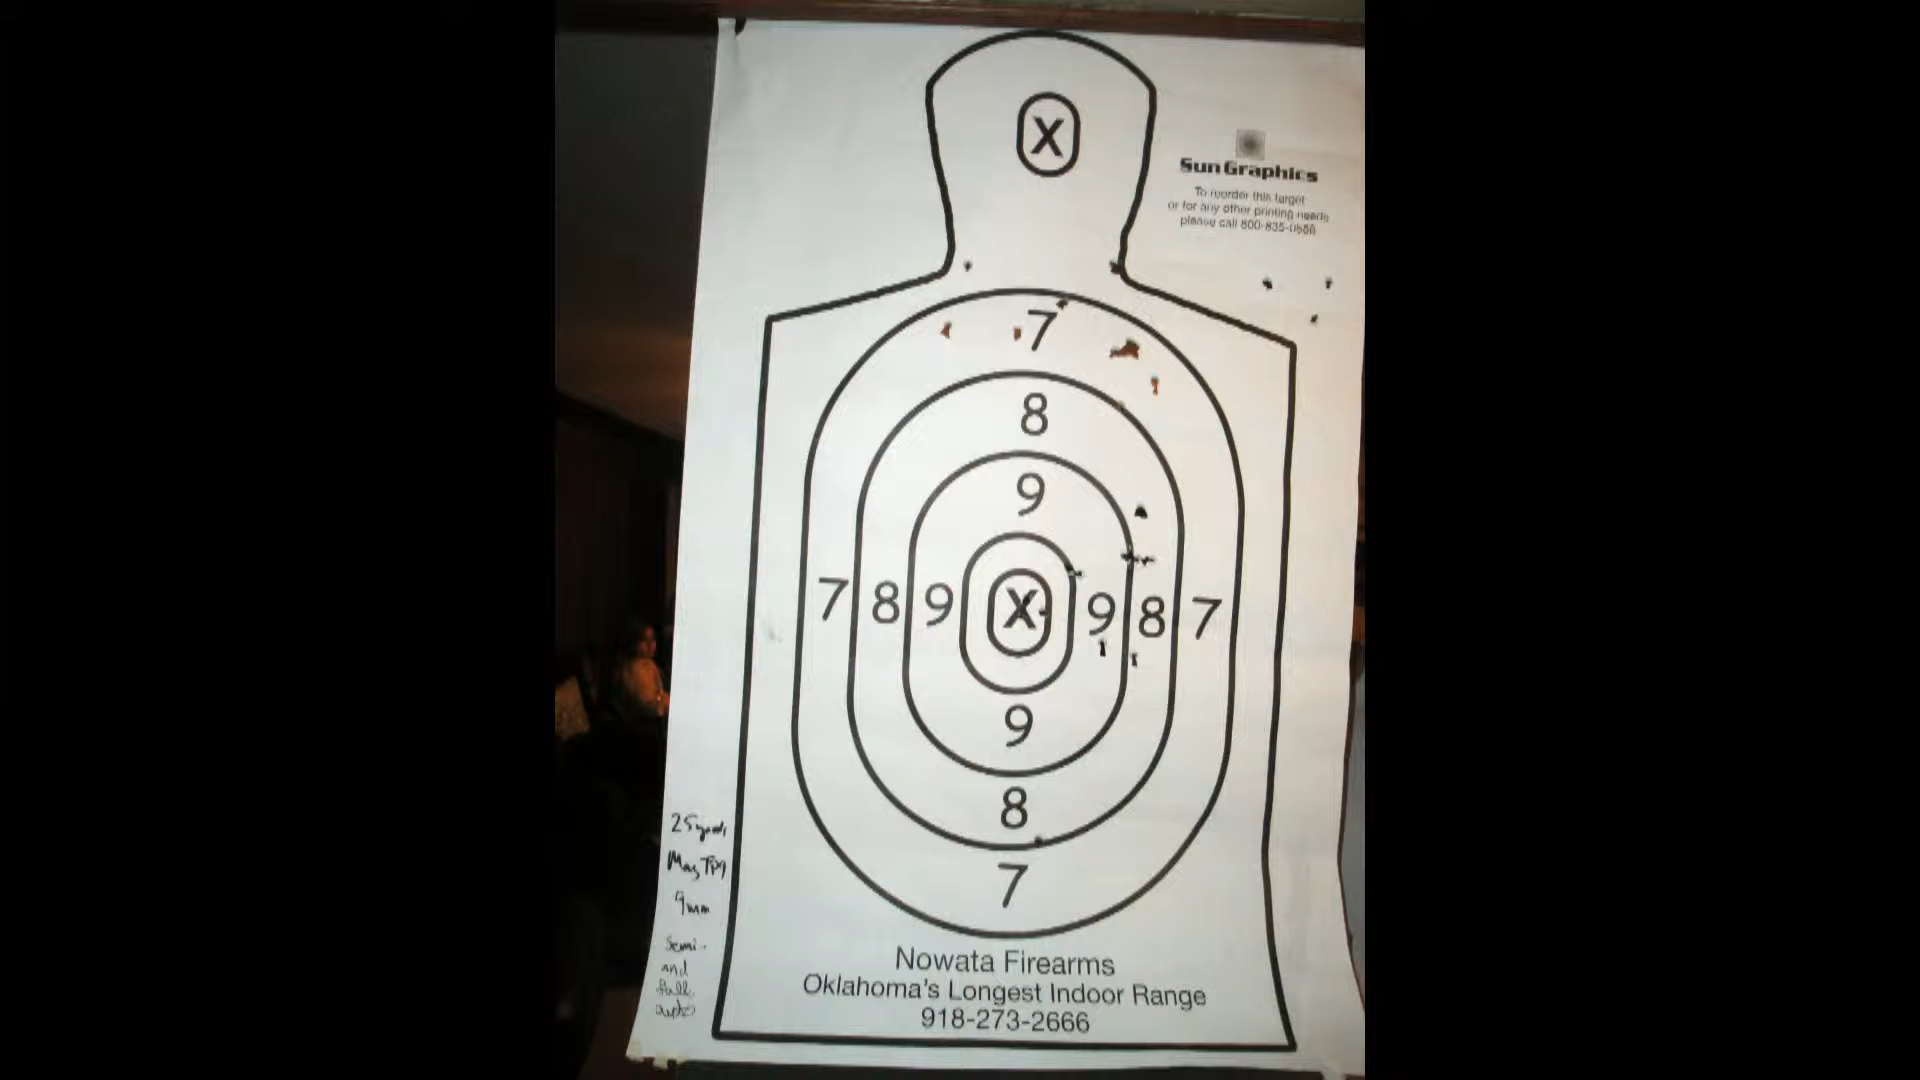 X
Sun Graphics
To reorder this target
or for any other printing needs
please call 800-835-0588
7
8
9
7 8 9 X 9 8 7
9
8
7
25 yards
9mm
Semi-
and
full
auto
Nowata Firearms
Oklahoma's Longest Indoor Range
918-273-2666